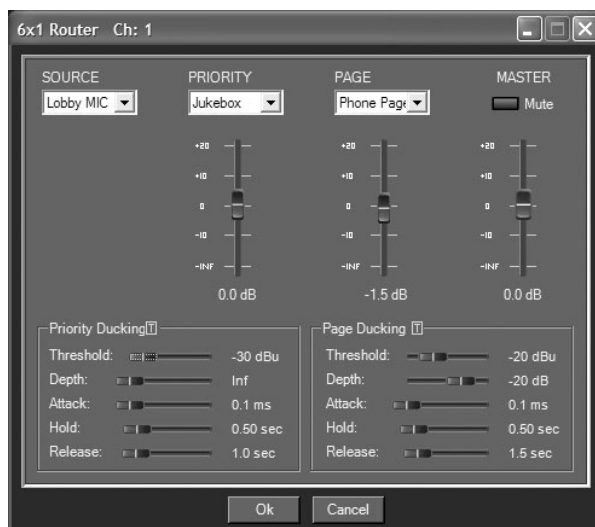 6x1 Router Ch: 1
SOURCE PRIORITY PAGE MASTER
Lobby MIC Jukebox Phone Page Mute
+20 +20 +20
+10 +10 +10
0 0 0
-10 -10 -10
-INF -INF -INF
0.0 dB -1.5 dB 0.0 dB
Priority Ducking T Page Ducking T
Threshold: -30 dBu Threshold: -20 dBu
Depth: Inf Depth: -20 dB
Attack: 0.1 ms Attack: 0.1 ms
Hold: 0.50 sec Hold: 0.50 sec
Release: 1.0 sec Release: 1.5 sec
Ok Cancel